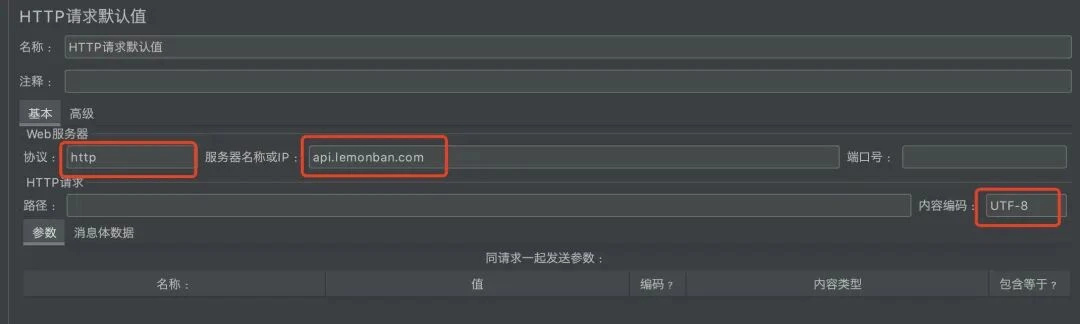 HTTP请求默认值
名称： HTTP请求默认值
注释：
基本 高级
Web服务器
协议： http 服务器名称或IP： api.lemonban.com 端口号：
HTTP请求
路径： 内容编码： UTF-8
参数 消息体数据
同请求一起发送参数：
名称： 值 编码？ 内容类型 包含等于？